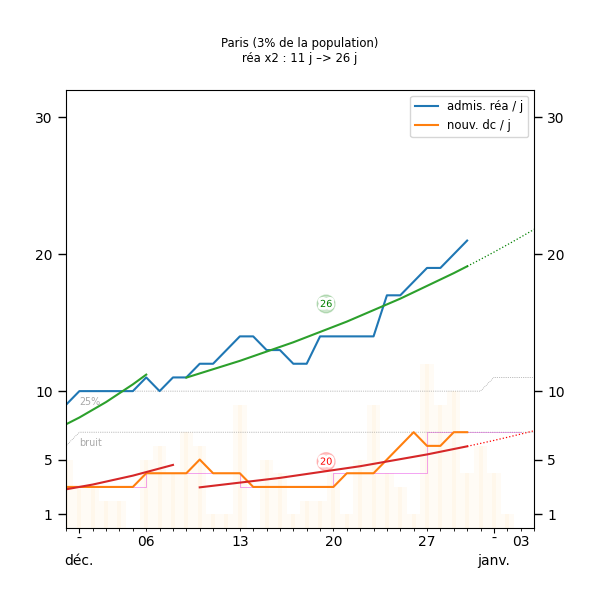 Paris (3% de la population)
réa x2 : 11 j –> 26 j
admis. réa / j
nouv. dc / j
30
30
20
20
26
10
10
25%
bruit
5
5
20
1
1
- 06 13 20 27 - 03
déc. janv.